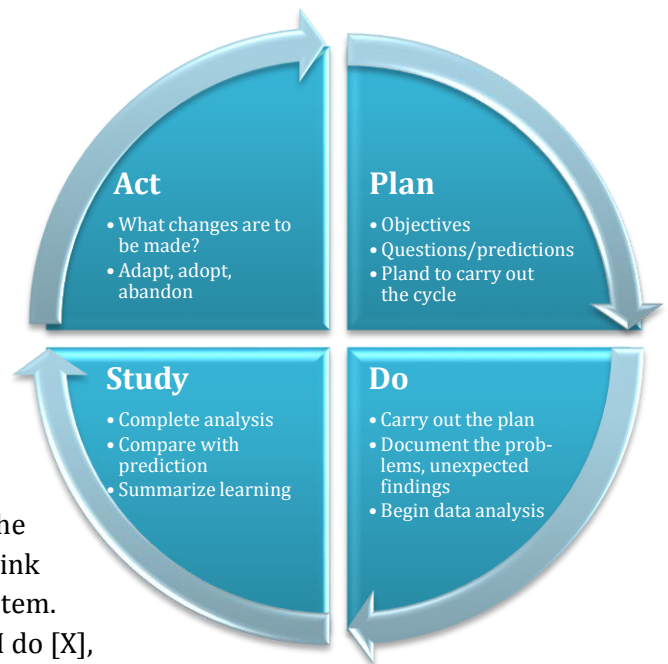 Act
• What changes are to
be made?
• Adapt, adopt,
abandon
Plan
• Objectives
• Questions/predictions
• Pland to carry out
the cycle
Study
• Complete analysis
• Compare with
prediction
• Summarize learning
Do
• Carry out the plan
• Document the prob-
lems, unexpected
findings
• Begin data analysis
I do [X],